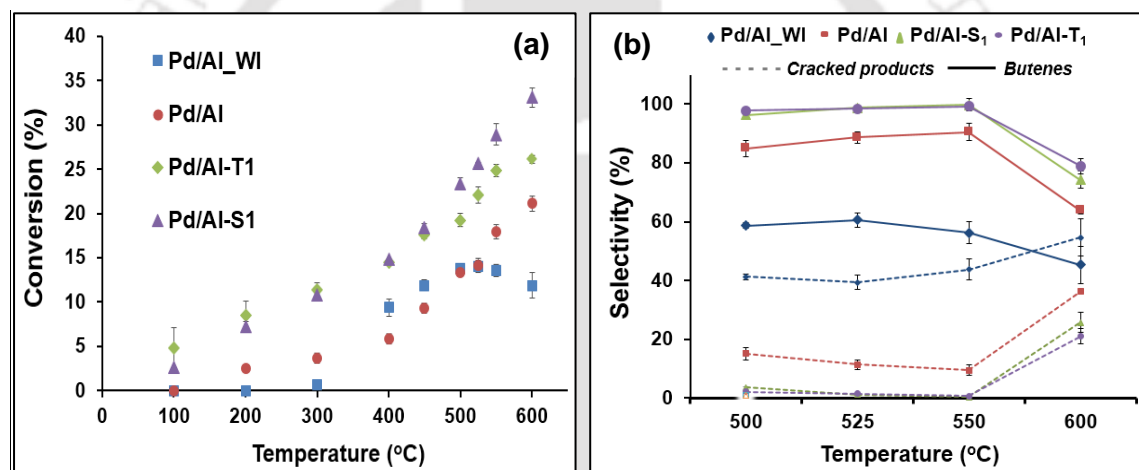 (a)
Pd/Al_WI
Pd/Al
Pd/Al-T1
Pd/Al-S1
Conversion (%)
40
35
30
25
20
15
10
5
0
0 100 200 300 400 500 600
Temperature (°C)
(b)
Pd/Al_WI Pd/Al Pd/Al-S₁ Pd/Al-T₁
Cracked products Butenes
Selectivity (%)
100
80
60
40
20
0
500 525 550 600
Temperature (°C)